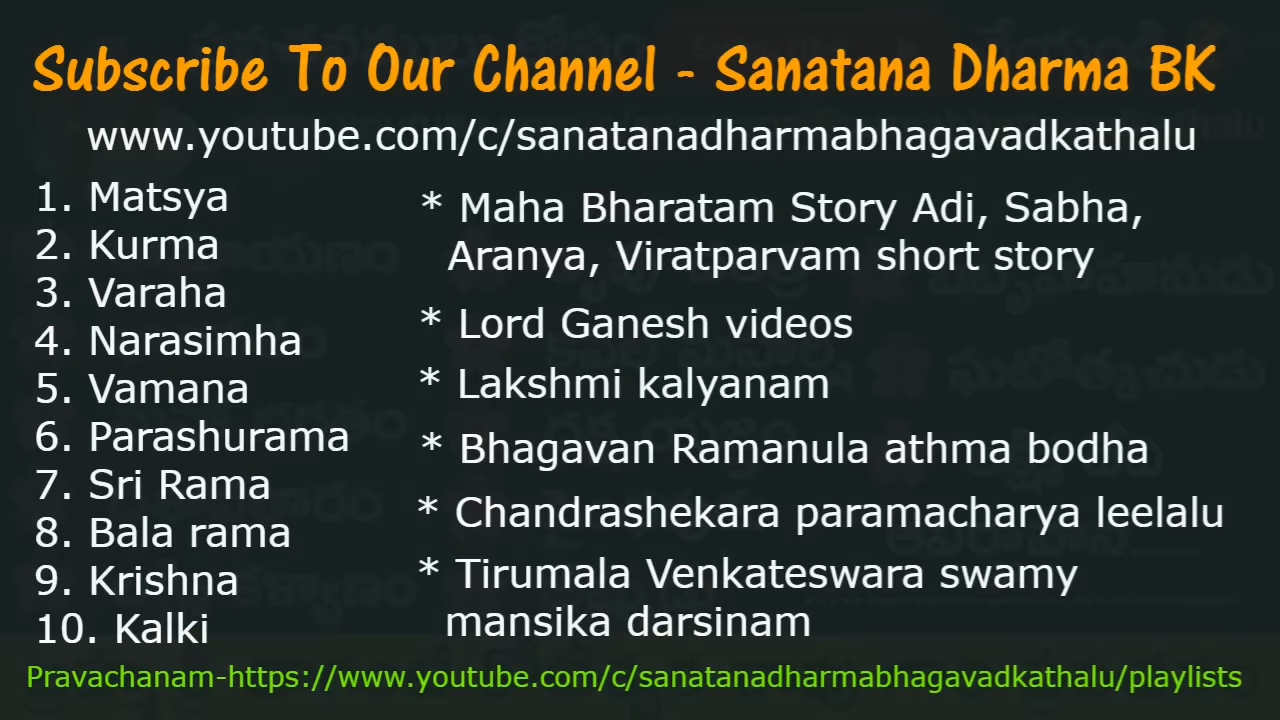 Subscribe To Our Channel - Sanatana Dharma BK
www.youtube.com/c/sanatanadharmabhagavadkathalu
1. Matsya
2. Kurma
3. Varaha
4. Narasimha
5. Vamana
6. Parashurama
7. Sri Rama
8. Bala rama
9. Krishna
10. Kalki
* Maha Bharatam Story Adi, Sabha,
Aranya, Viratparvam short story
* Lord Ganesh videos
* Lakshmi kalyanam
* Bhagavan Ramanula athma bodha
* Chandrashekara paramacharya leelalu
* Tirumala Venkateswara swamy
mansika darsinam
Pravachanam-https://www.youtube.com/c/sanatanadharmabhagavadkathalu/playlists